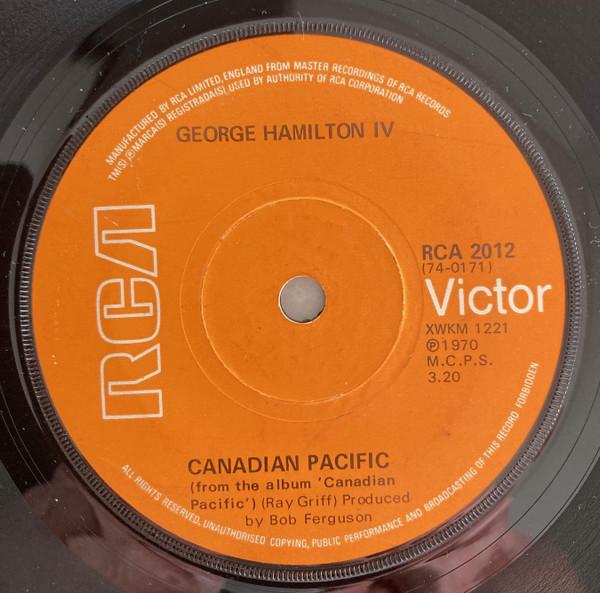 MANUFACTURED BY RCA LIMITED, ENGLAND FROM MASTER RECORDINGS OF RCA RECORDS
TM(S) ® MARCA(S) REGISTRADA(S), USED BY AUTHORITY OF RCA CORPORATION
GEORGE HAMILTON IV
RCA
RCA 2012
(74-0171)
Victor
XWKM 1221
℗1970
M.C.P.S.
3.20
CANADIAN PACIFIC
(from the album 'Canadian
Pacific') (Ray Griff) Produced
by Bob Ferguson
ALL RIGHTS RESERVED, UNAUTHORISED COPYING, PUBLIC PERFORMANCE AND BROADCASTING OF THIS RECORD FORBIDDEN